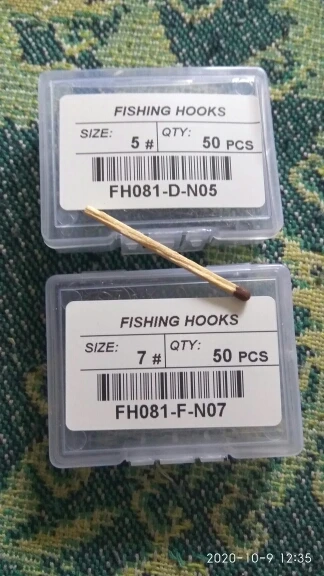 FISHING HOOKS
SIZE: 5 # QTY: 50 PCS
FH081-D-N05
FISHING HOOKS
SIZE: 7 # QTY: 50 PCS
FH081-F-N07
2020-10-9 12:35